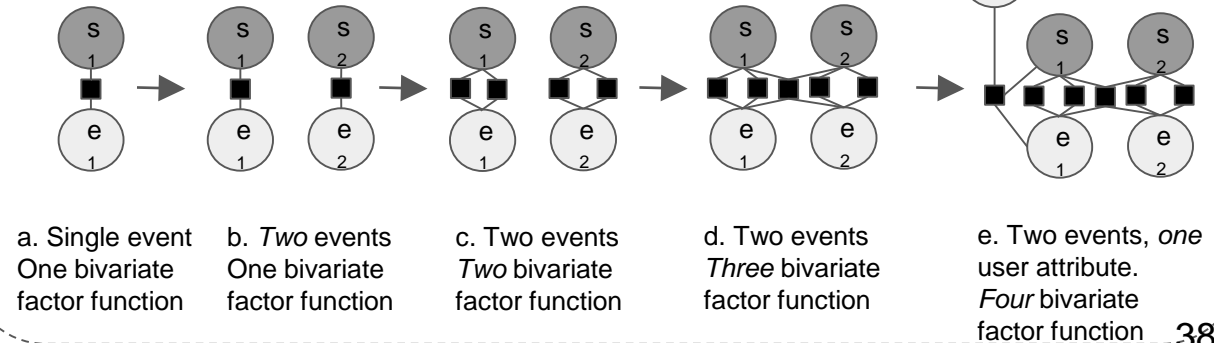 s s s s s s s s s
1 1 2 1 2 1 2 1 2
e e e e e e e e e
1 1 2 1 2 1 2 1 2
a. Single event
One bivariate
factor function
b. Two events
One bivariate
factor function
c. Two events
Two bivariate
factor function
d. Two events
Three bivariate
factor function
e. Two events, one
user attribute.
Four bivariate
factor function
38